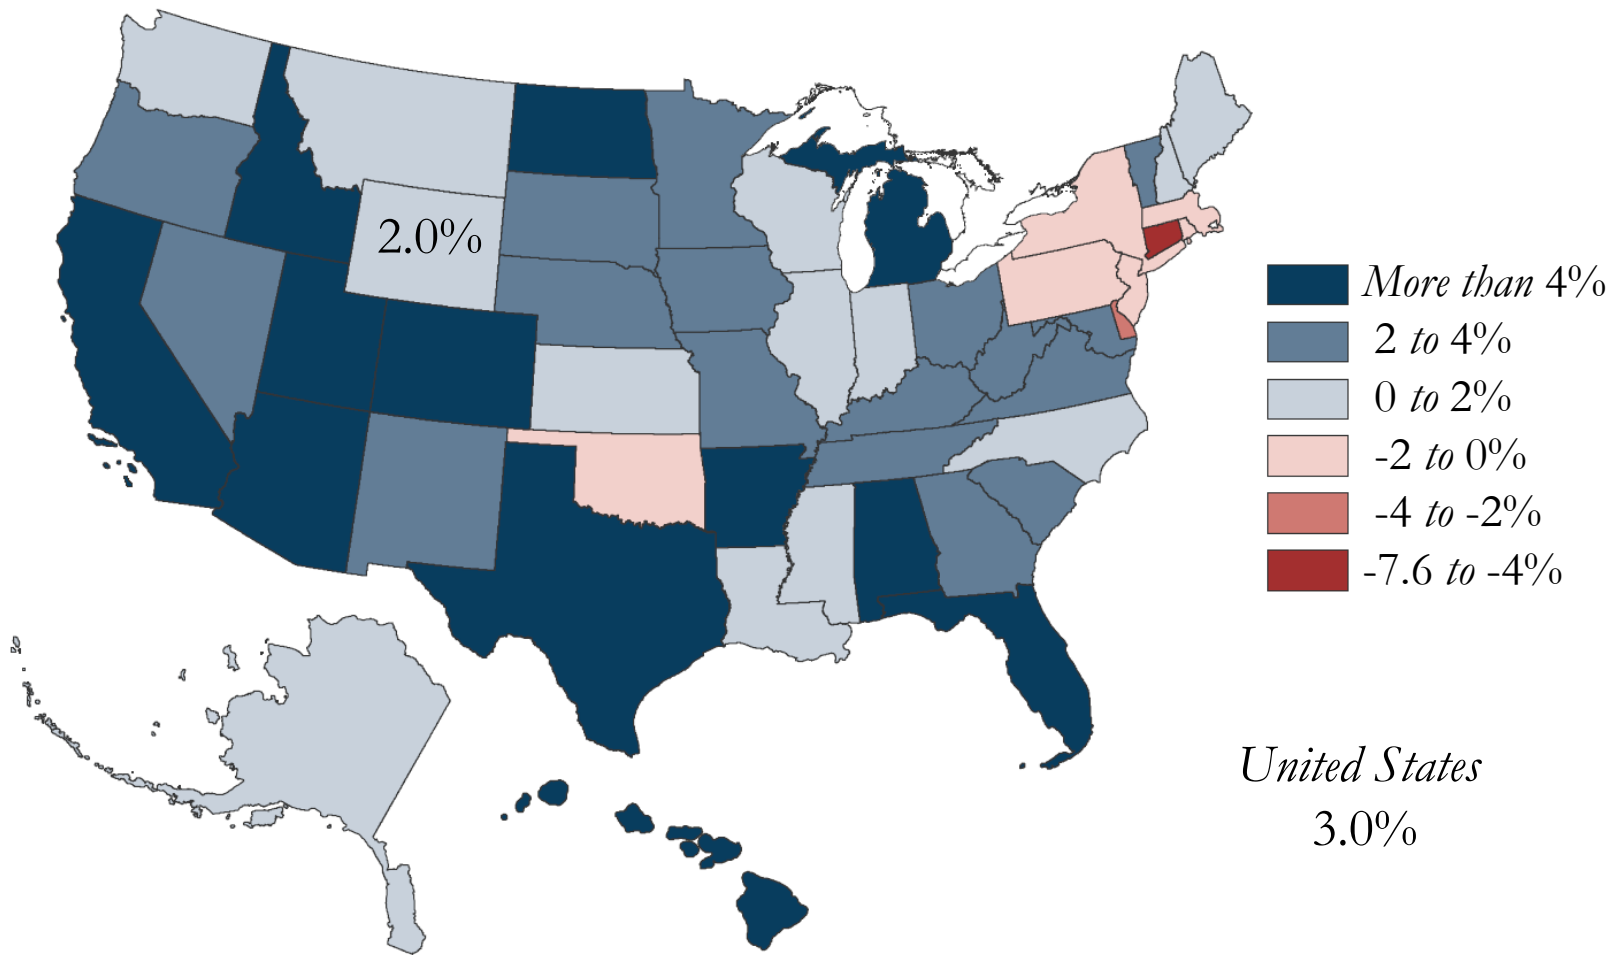 2.0%
More than 4%
2 to 4%
0 to 2%
-2 to 0%
-4 to -2%
-7.6 to -4%
United States
3.0%